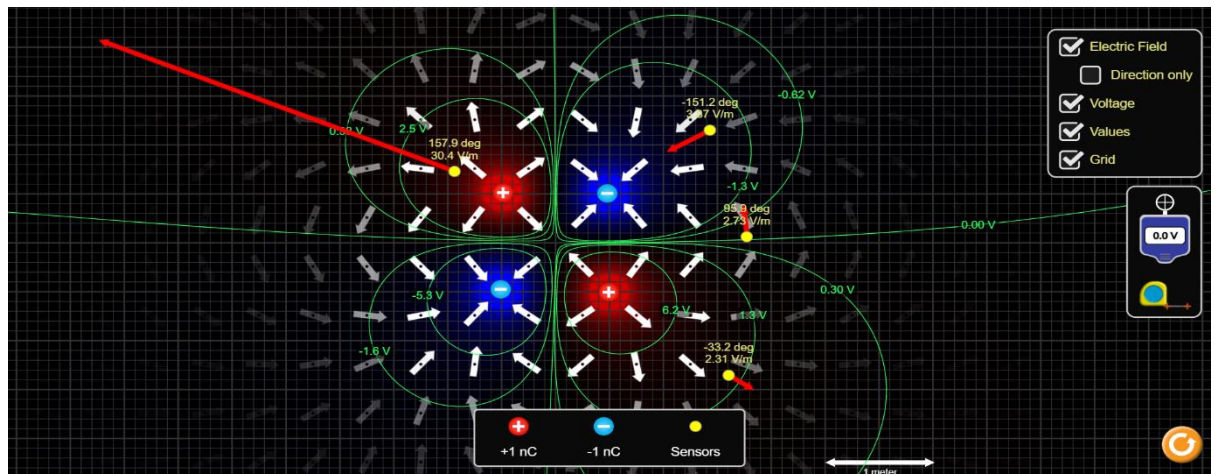 Electric Field
Direction only
Voltage
Values
Grid
-0.62 V
-151.2 deg
2.5 V
157.9 deg
30.4 V/m
-1.3 V
95.9 deg
2.73 V/m
0.00 V
0.0 V
-5.3 V
6.2 V
0.30 V
1.3 V
-1.6 V
-33.2 deg
2.31 V/m
+1 nC
-1 nC
Sensors
1 meter